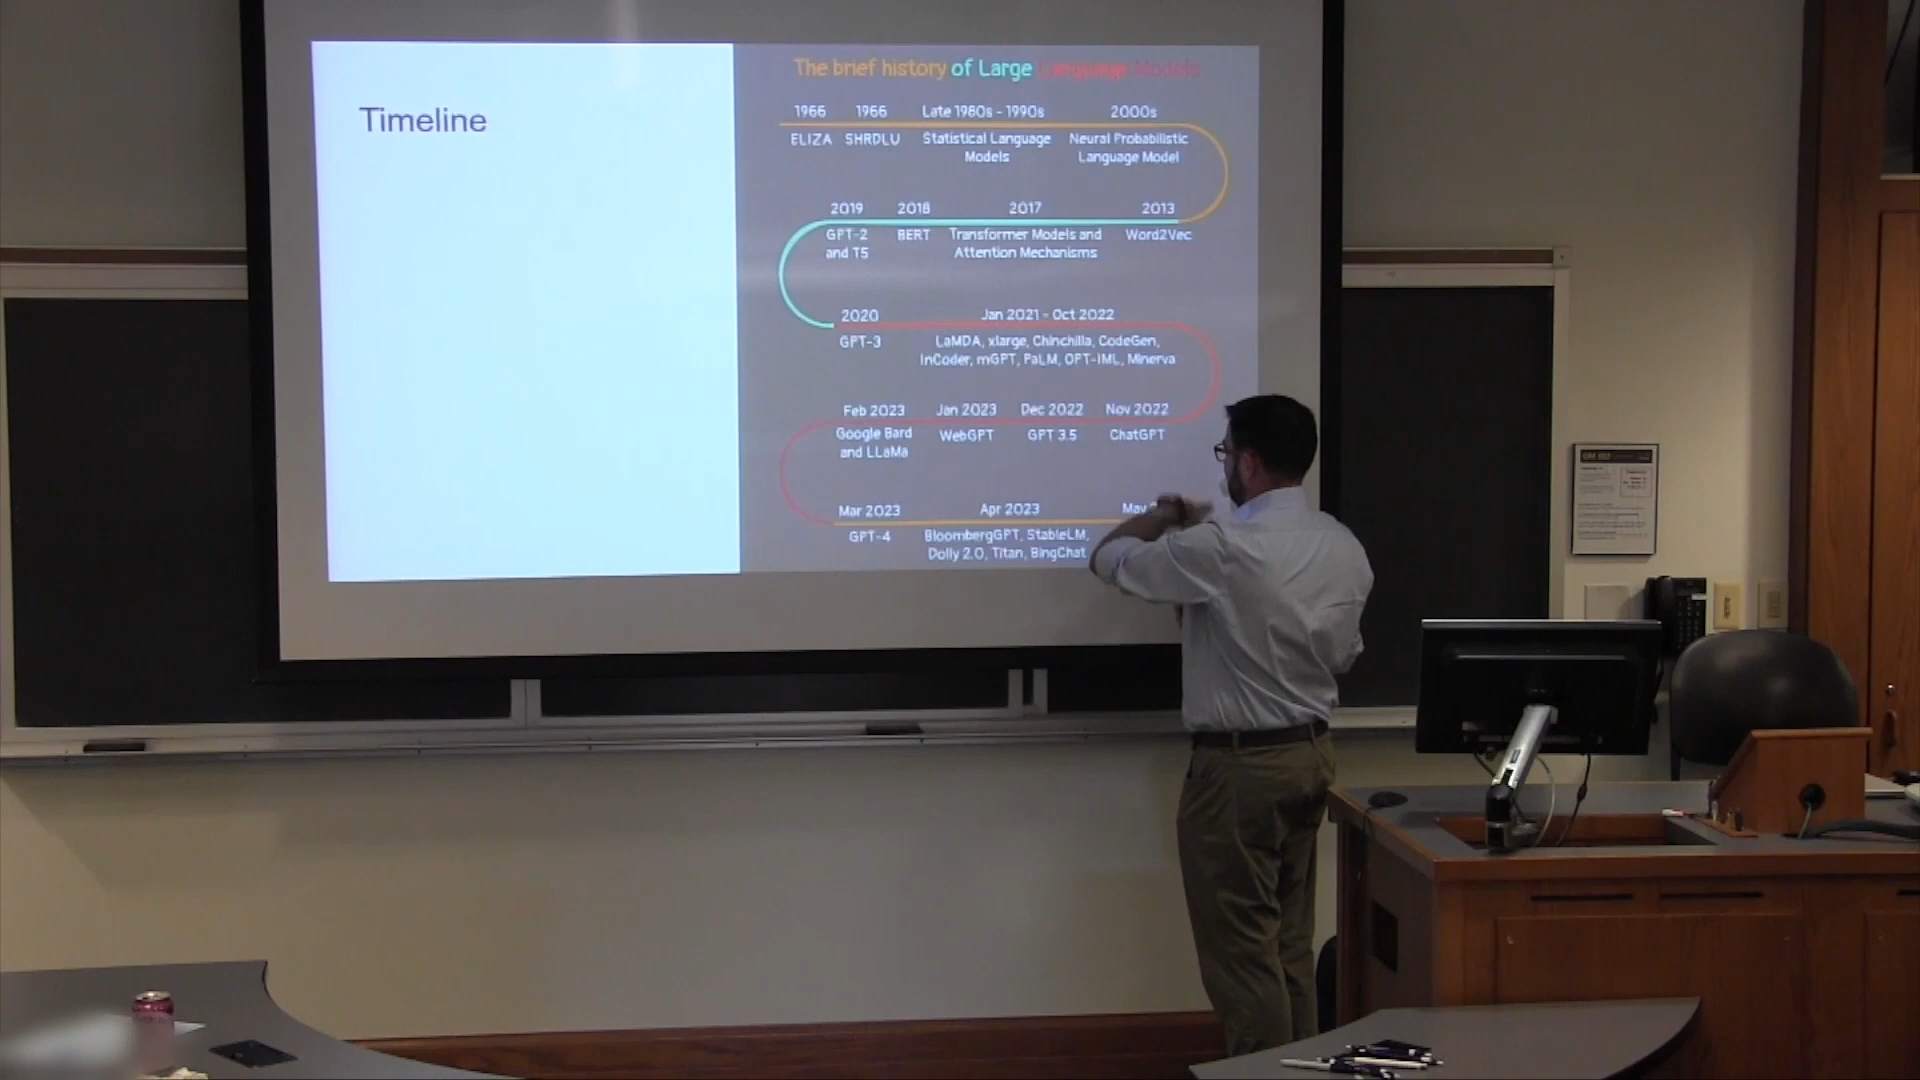 Timeline
The brief history of Large Language Models
1966 1966 Late 1980s - 1990s 2000s
ELIZA SHRDLU Statistical Language Neural Probabilistic
Models Language Model
2019 2018 2017 2013
GPT-2 BERT Transformer Models and Word2Vec
and T5 Attention Mechanisms
2020 Jan 2021 - Oct 2022
GPT-3 LaMDA, xlarge, Chinchilla, CodeGen,
InCoder, mGPT, PaLM, OPT-IML, Minerva
Feb 2023 Jan 2023 Dec 2022 Nov 2022
Google Bard WebGPT GPT 3.5 ChatGPT
and LLaMa
Mar 2023 Apr 2023 May
GPT-4 BloombergGPT, StableLM,
Dolly 2.0, Titan, BingChat